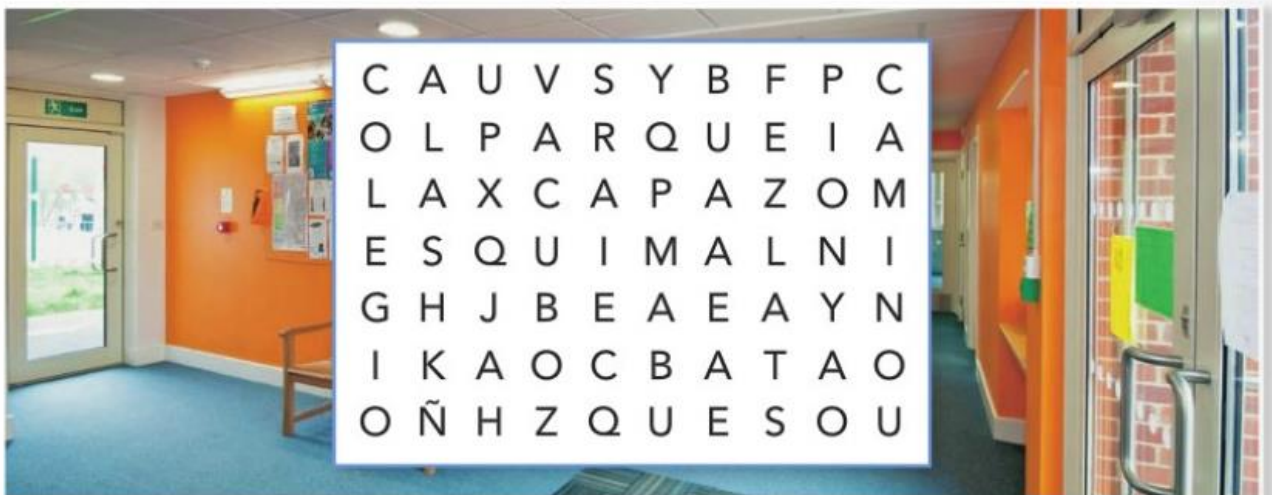 C A U V S Y B F P C
O L P A R Q U E I A
L A X C A P A Z O M
E S Q U I M A L N I
G H J B E A E A Y N
I K A O C B A T A O
O Ñ H Z Q U E S O U